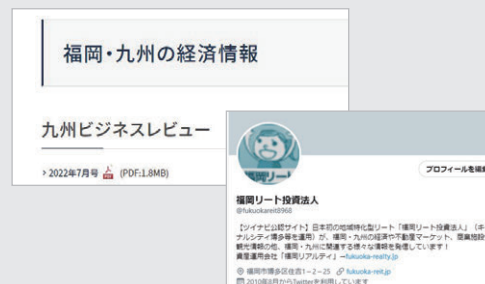 福岡・九州の経済情報
九州ビジネスレビュー
> 2022年7月号 (PDF:1.8MB)
プロフィールを編集
福岡リート投資法人
@fukuokareit8968
【ツイナビ公認サイト】日本初の地域特化型リート「福岡リート投資法人」（キ
ナルシティ博多等を運用）が、福岡・九州の経済や不動産マーケット、商業施設
観光情報の他、福岡・九州に関連する様々な情報を発信しています！
資産運用会社「福岡リアルティ」→fukuoka-realty.jp
福岡市博多区住吉1－2－25 fukuoka-reit.jp
2010年8月からTwitterを利用しています